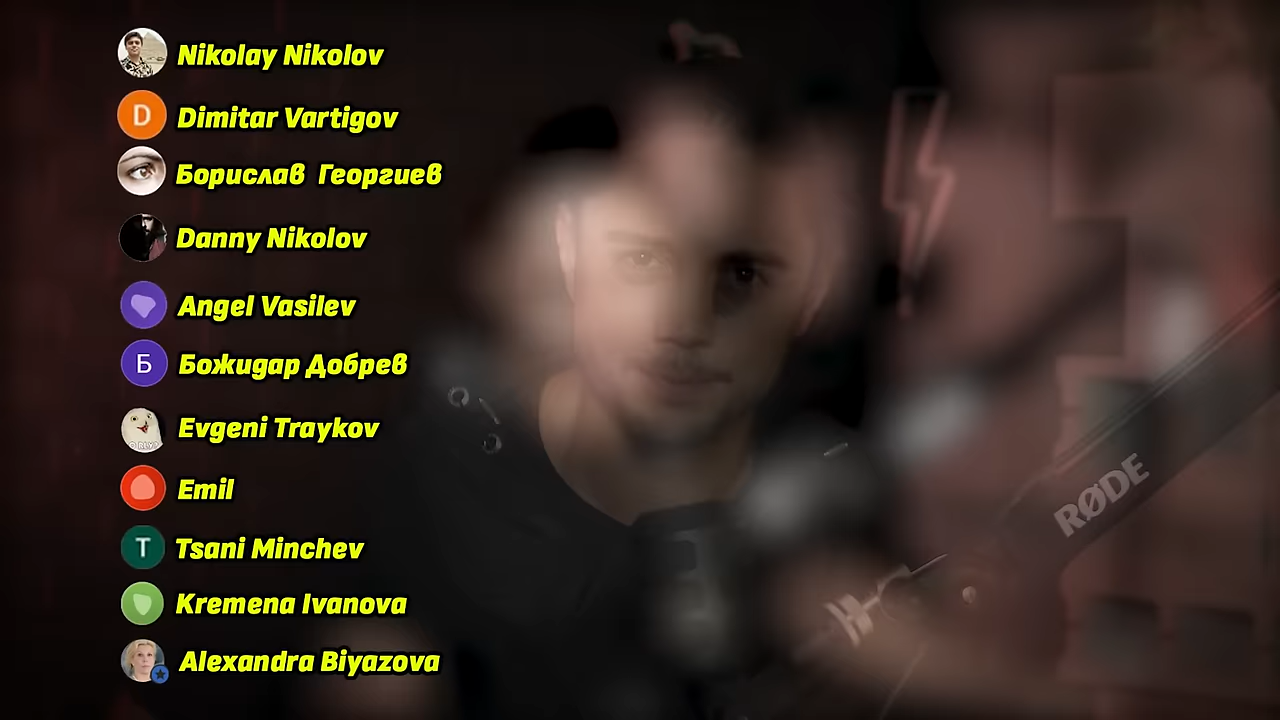 Nikolay Nikolov
D
Dimitar Vartigov
Борислав Георгиев
Danny Nikolov
Angel Vasilev
Б
Божидар Добрев
Evgeni Traykov
Emil
T
Tsani Minchev
Kremena Ivanova
Alexandra Biyazova
RØDE